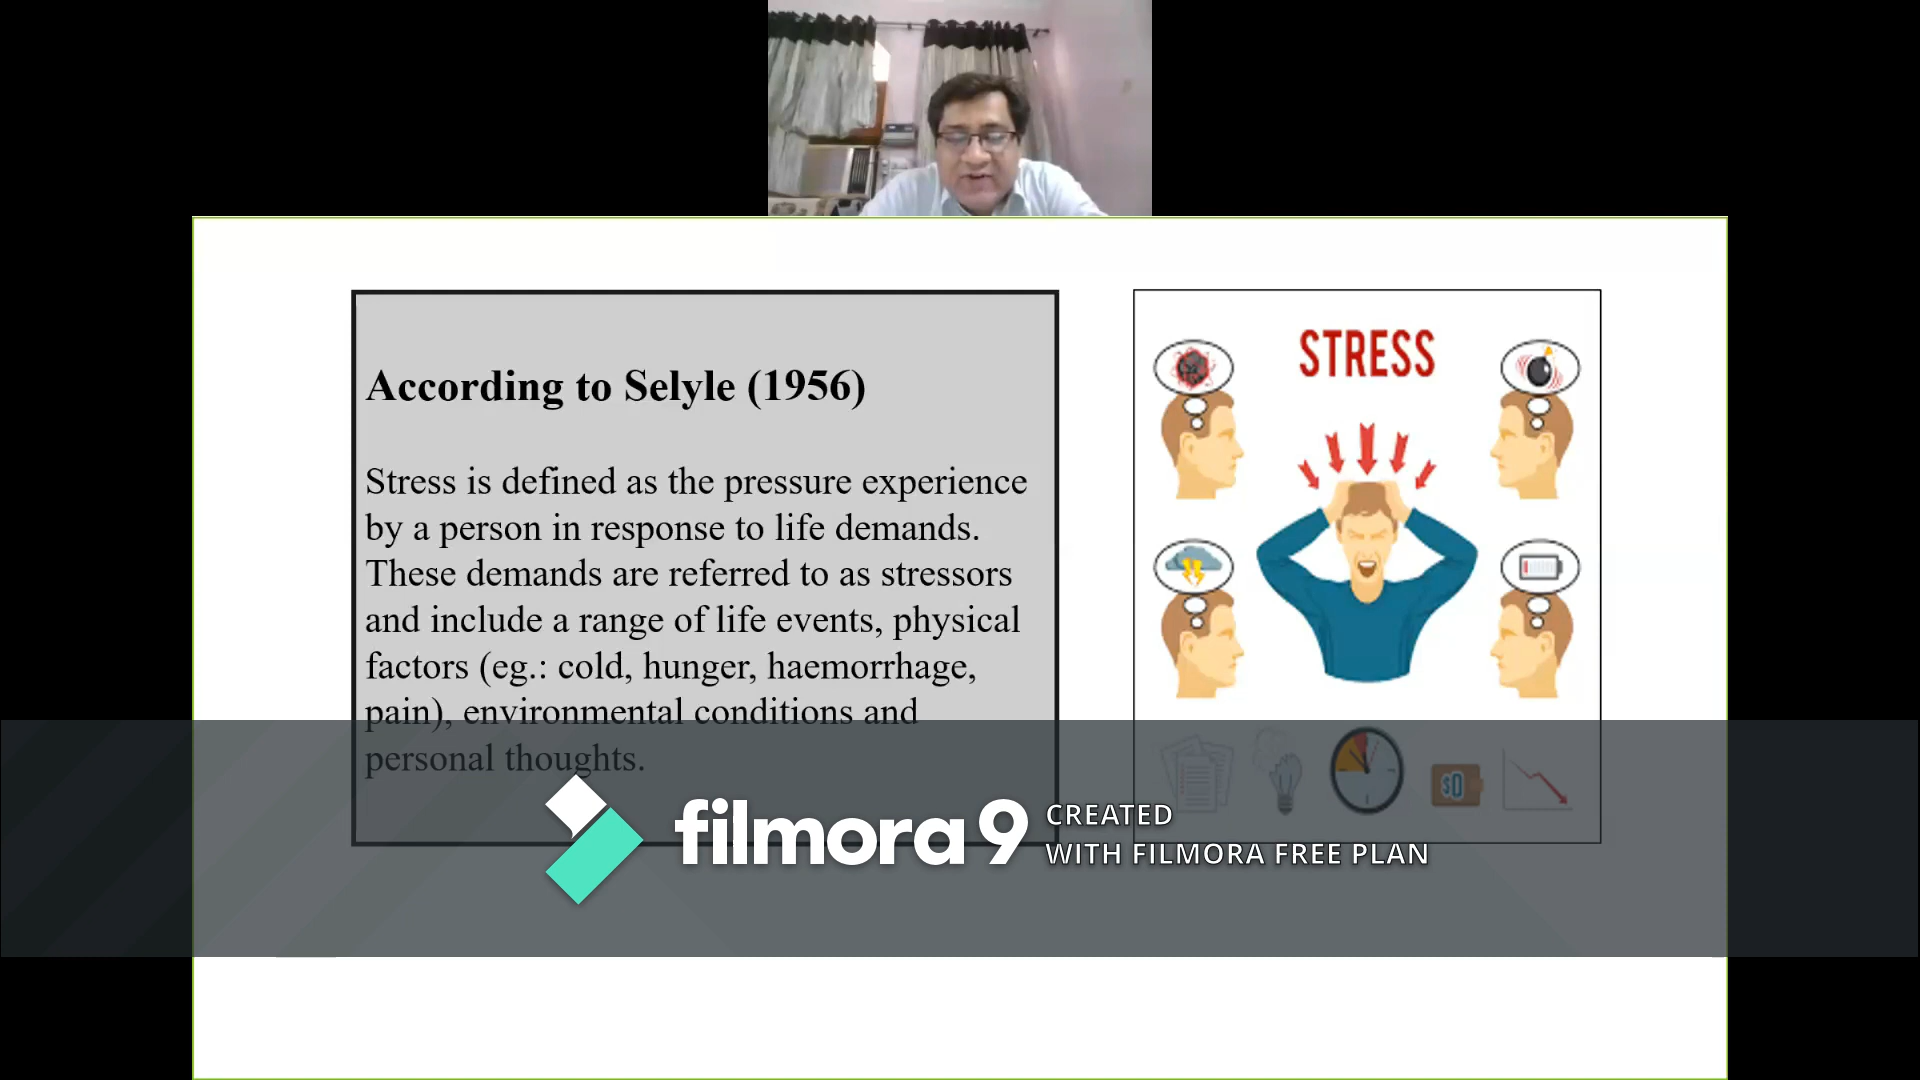 According to Selyle (1956)
Stress is defined as the pressure experience
by a person in response to life demands.
These demands are referred to as stressors
and include a range of life events, physical
factors (eg.: cold, hunger, haemorrhage,
pain), environmental conditions and
personal thoughts.
STRESS
$0
filmora 9
CREATED
WITH FILMORA FREE PLAN